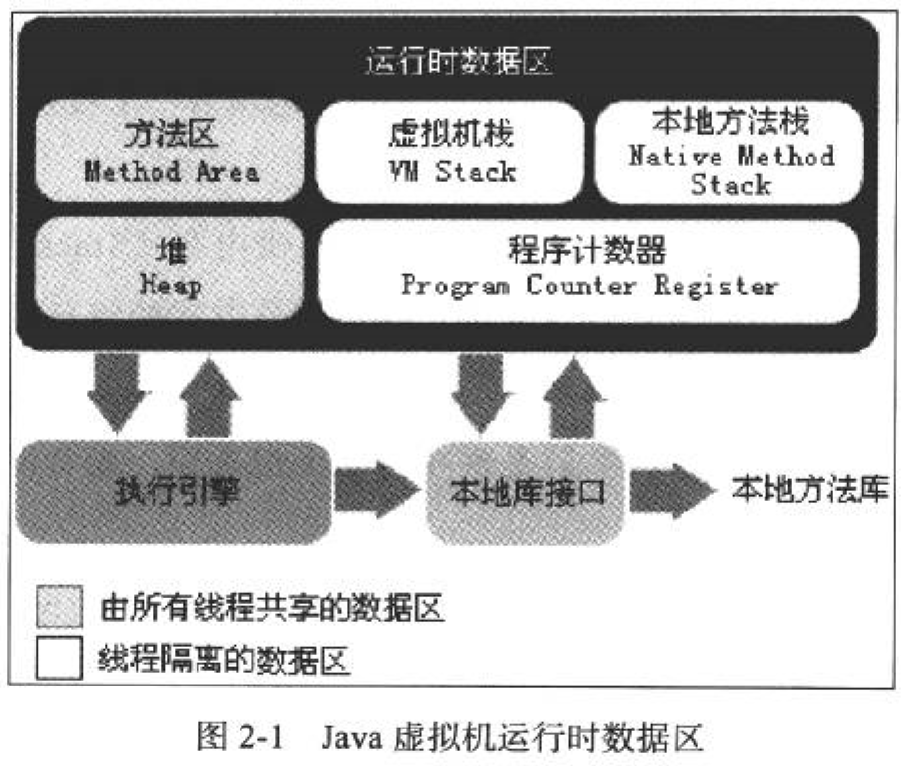 运行时数据区
方法区
Method Area
虚拟机栈
VM Stack
本地方法栈
Native Method
Stack
堆
Heap
程序计数器
Program Counter Register
执行引擎
本地库接口
本地方法库
由所有线程共享的数据区
线程隔离的数据区
图 2-1 Java 虚拟机运行时数据区